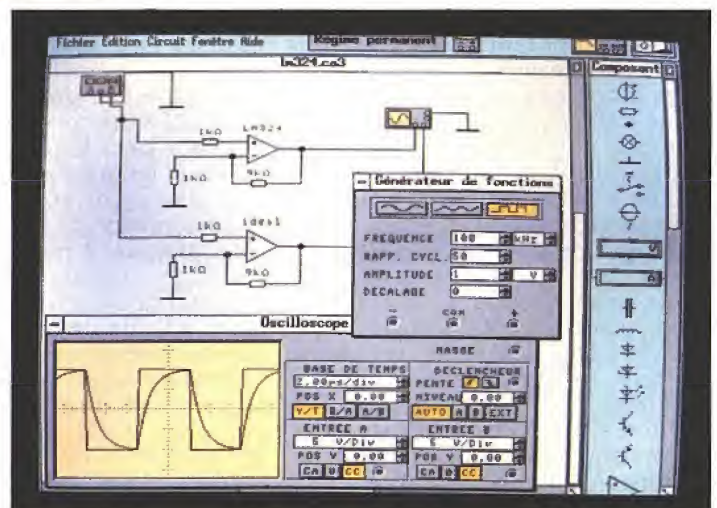 Fichier Edition Circuit Fenêtre Aide
Régime permanent
lm324.ca3
Composant
1kΩ
LM324
1kΩ
9kΩ
1kΩ
ideal
1kΩ
9kΩ
Générateur de fonctions
FREQUENCE 100 kHz
RAPP. CYCL. 50
AMPLITUDE 1 V
DECALAGE 0
- COM +
Oscilloscope
MASSE
BASE DE TEMPS
2.00µs/div
POS X 0.00
Y/T B/A A/B
DECLENCHEUR
PENTE
NIVEAU 0.00
AUTO A B EXT
ENTREE A
5 V/Div
POS Y 0.00
CA 0 CC
ENTREE B
5 V/Div
POS Y 0.00
CA 0 CC